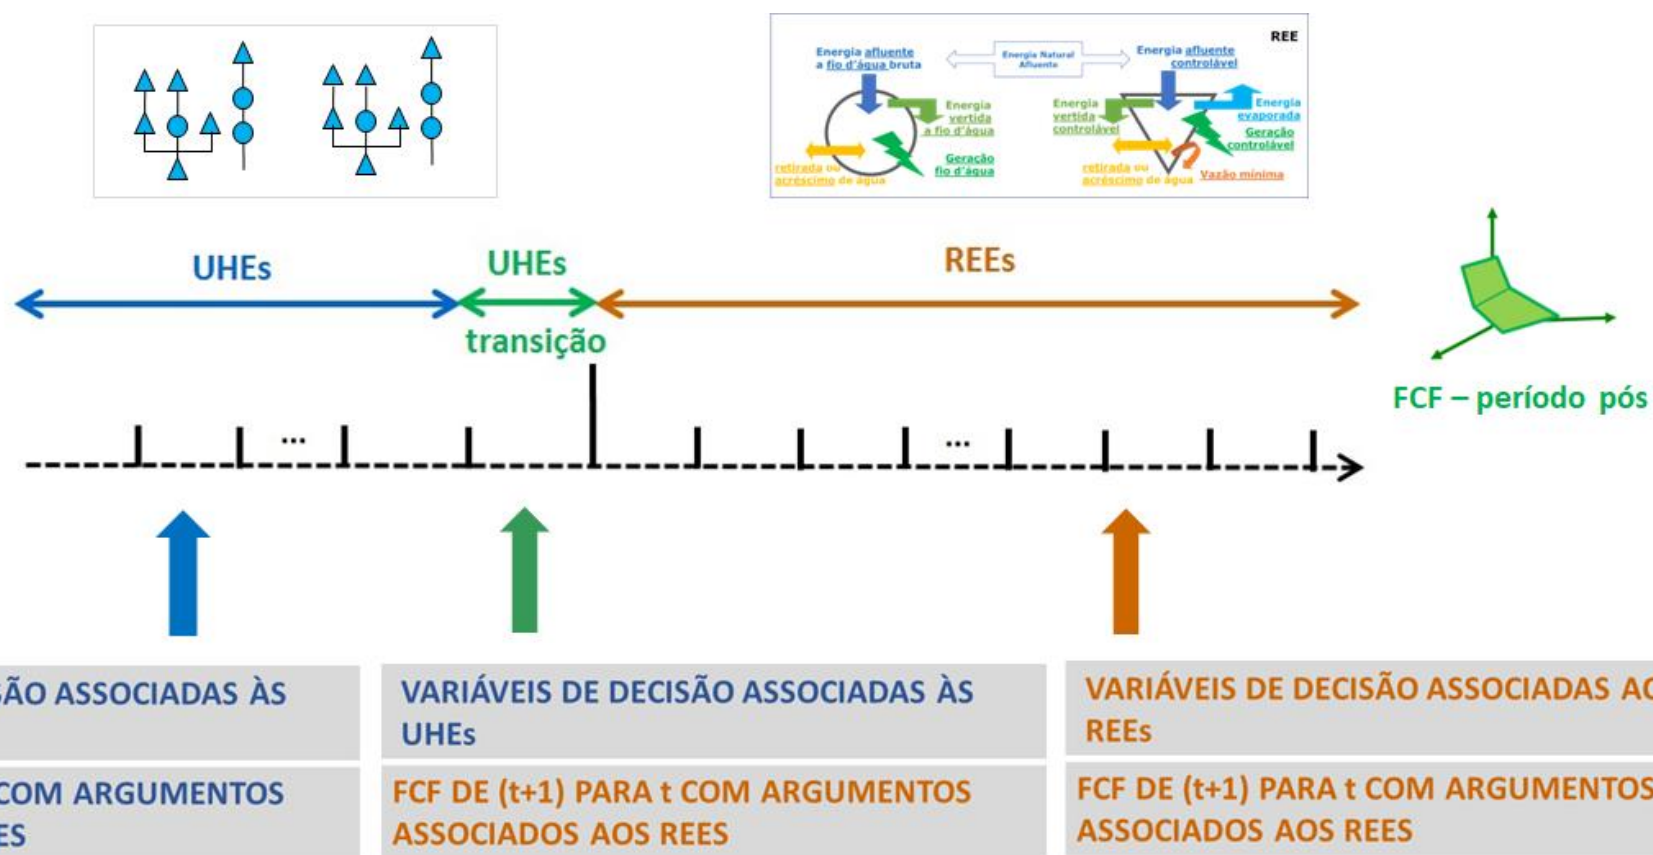 REE
Energia afluente
a fio d'água bruta
Energia Natural
Afluente
Energia afluente
controlável
Energia
vertida
a fio d'água
Geração
fio d'água
retirada ou
acréscimo de água
Energia
vertida
controlável
Energia
evaporada
Geração
controlável
retirada ou
acréscimo de água
Vazão mínima
UHEs
UHEs
REEs
transição
FCF – período pós
...
...
SÃO ASSOCIADAS ÀS
VARIÁVEIS DE DECISÃO ASSOCIADAS ÀS
UHEs
VARIÁVEIS DE DECISÃO ASSOCIADAS AO
REEs
COM ARGUMENTOS
ES
FCF DE (t+1) PARA t COM ARGUMENTOS
ASSOCIADOS AOS REES
FCF DE (t+1) PARA t COM ARGUMENTOS
ASSOCIADOS AOS REES